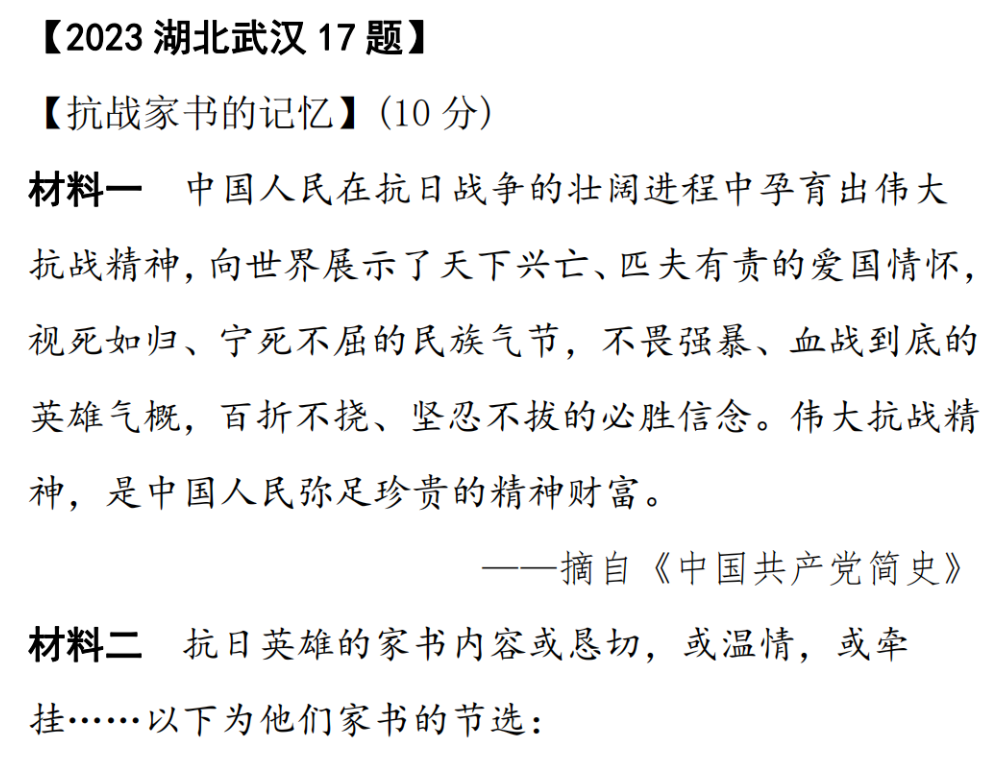 【2023 湖北武汉 17 题】
【抗战家书的记忆】(10 分)
材料一 中国人民在抗日战争的壮阔进程中孕育出伟大
抗战精神,向世界展示了天下兴亡、匹夫有责的爱国情怀,
视死如归、宁死不屈的民族气节，不畏强暴、血战到底的
英雄气概，百折不挠、坚忍不拔的必胜信念。伟大抗战精
神，是中国人民弥足珍贵的精神财富。
——摘自《中国共产党简史》
材料二 抗日英雄的家书内容或恳切，或温情，或牵
挂……以下为他们家书的节选：